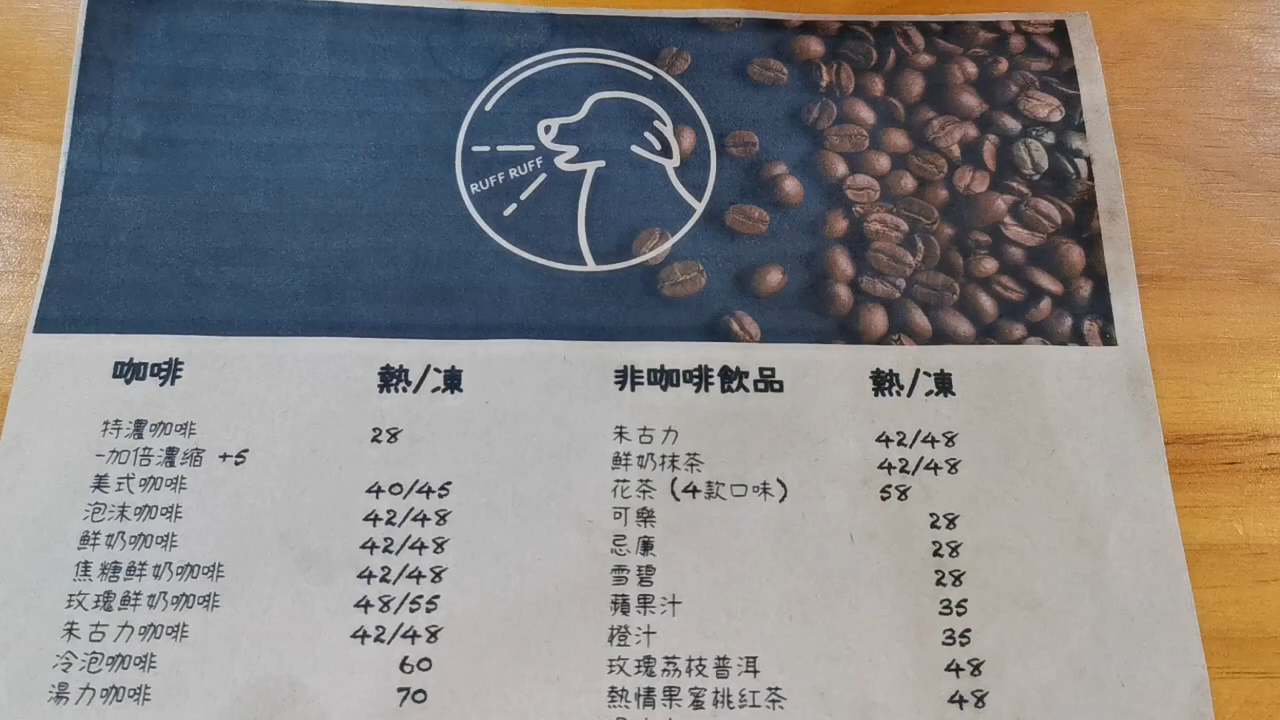 RUFF RUFF
咖啡 熱/凍
特濃咖啡 28
-加倍濃缩 +5
美式咖啡 40/45
泡沫咖啡 42/48
鮮奶咖啡 42/48
焦糖鮮奶咖啡 42/48
玫瑰鮮奶咖啡 48/55
朱古力咖啡 42/48
冷泡咖啡 60
湯力咖啡 70
非咖啡飲品 熱/凍
朱古力 42/48
鮮奶抹茶 42/48
花茶（4款口味） 58
可樂 28
忌廉 28
雪碧 28
蘋果汁 35
橙汁 35
玫瑰荔枝普洱 48
熱情果蜜桃紅茶 48